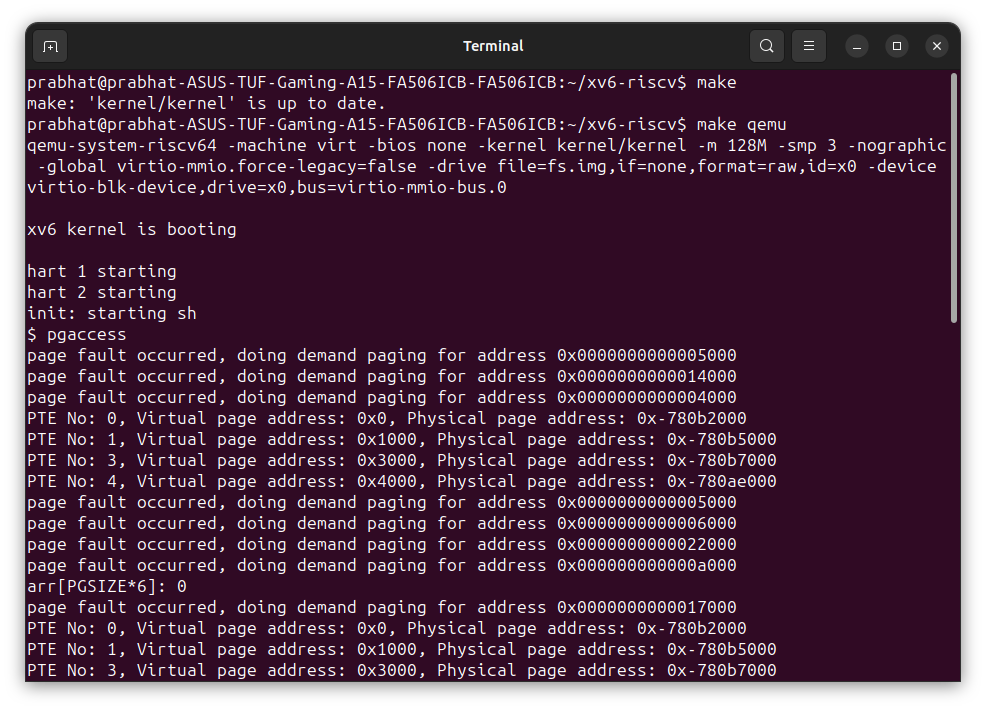 Terminal
prabhat@prabhat-ASUS-TUF-Gaming-A15-FA506ICB-FA506ICB:~/xv6-riscv$ make
make: 'kernel/kernel' is up to date.
prabhat@prabhat-ASUS-TUF-Gaming-A15-FA506ICB-FA506ICB:~/xv6-riscv$ make qemu
qemu-system-riscv64 -machine virt -bios none -kernel kernel/kernel -m 128M -smp 3 -nographic
-global virtio-mmio.force-legacy=false -drive file=fs.img,if=none,format=raw,id=x0 -device
virtio-blk-device,drive=x0,bus=virtio-mmio-bus.0
xv6 kernel is booting
hart 1 starting
hart 2 starting
init: starting sh
$ pgaccess
page fault occurred, doing demand paging for address 0x0000000000005000
page fault occurred, doing demand paging for address 0x0000000000014000
page fault occurred, doing demand paging for address 0x0000000000004000
PTE No: 0, Virtual page address: 0x0, Physical page address: 0x-780b2000
PTE No: 1, Virtual page address: 0x1000, Physical page address: 0x-780b5000
PTE No: 3, Virtual page address: 0x3000, Physical page address: 0x-780b7000
PTE No: 4, Virtual page address: 0x4000, Physical page address: 0x-780ae000
page fault occurred, doing demand paging for address 0x0000000000005000
page fault occurred, doing demand paging for address 0x0000000000006000
page fault occurred, doing demand paging for address 0x0000000000022000
page fault occurred, doing demand paging for address 0x000000000000a000
arr[PGSIZE*6]: 0
page fault occurred, doing demand paging for address 0x0000000000017000
PTE No: 0, Virtual page address: 0x0, Physical page address: 0x-780b2000
PTE No: 1, Virtual page address: 0x1000, Physical page address: 0x-780b5000
PTE No: 3, Virtual page address: 0x3000, Physical page address: 0x-780b7000